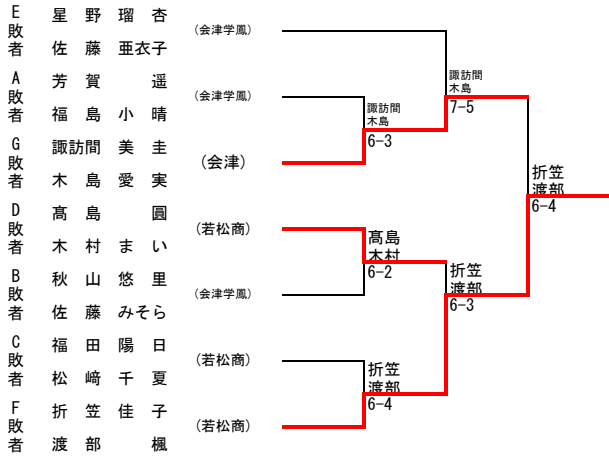 E敗者 星野瑠杏 (会津学鳳)
佐藤亜衣子
A敗者 芳賀遥 (会津学鳳)
福島小晴
G敗者 諏訪間美圭 (会津)
木島愛実
D敗者 髙島圓 (若松商)
木村まい
B敗者 秋山悠里 (会津学鳳)
佐藤みそら
C敗者 福田陽日 (若松商)
松﨑千夏
F敗者 折笠佳子 (若松商)
渡部楓
諏訪間
木島
6-3
髙島
木村
6-2
折笠
渡部
6-4
諏訪間
木島
7-5
折笠
渡部
6-3
折笠
渡部
6-4